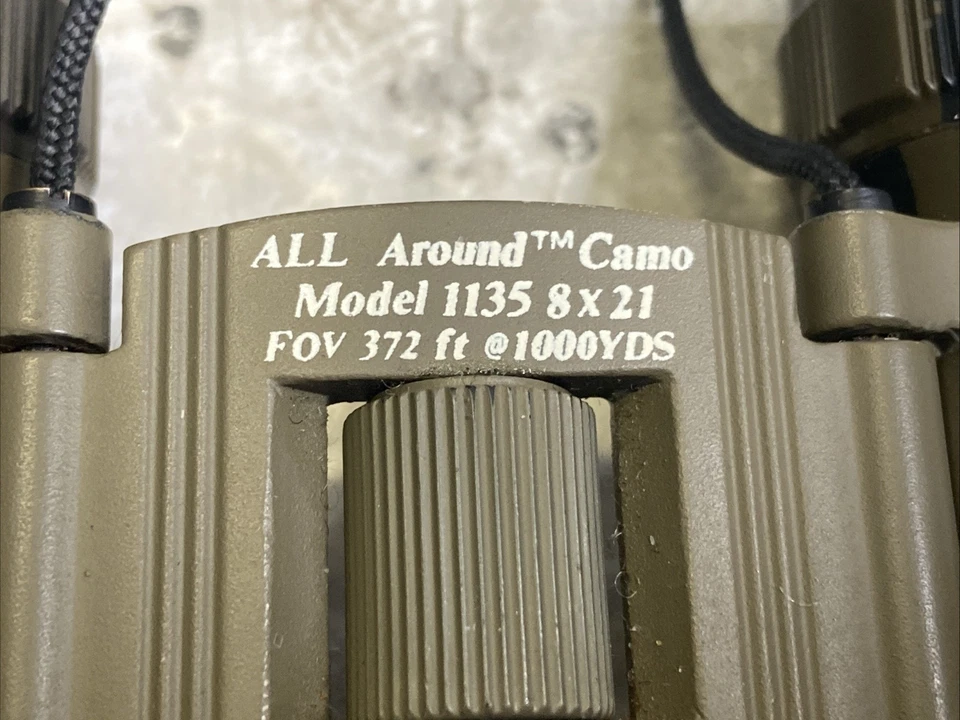 ALL Around™ Camo
Model 1135 8X21
FOV 372 ft @1000YDS